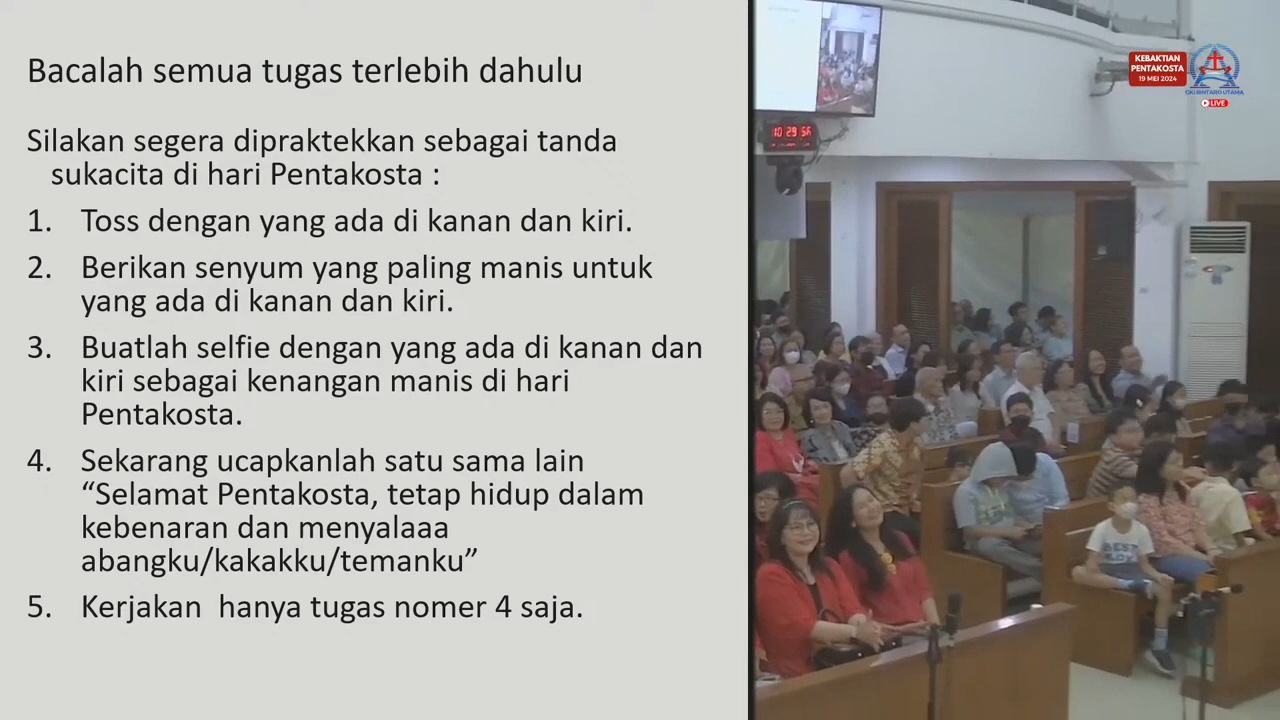 Bacalah semua tugas terlebih dahulu
Silakan segera dipraktekkan sebagai tanda
sukacita di hari Pentakosta :
1. Toss dengan yang ada di kanan dan kiri.
2. Berikan senyum yang paling manis untuk
yang ada di kanan dan kiri.
3. Buatlah selfie dengan yang ada di kanan dan
kiri sebagai kenangan manis di hari
Pentakosta.
4. Sekarang ucapkanlah satu sama lain
“Selamat Pentakosta, tetap hidup dalam
kebenaran dan menyalaaa
abangku/kakakku/temanku”
5. Kerjakan  hanya tugas nomer 4 saja.
KEBAKTIAN
PENTAKOSTA
19 MEI 2024
GKI BINTARO UTAMA
LIVE
10:29:56
BEST